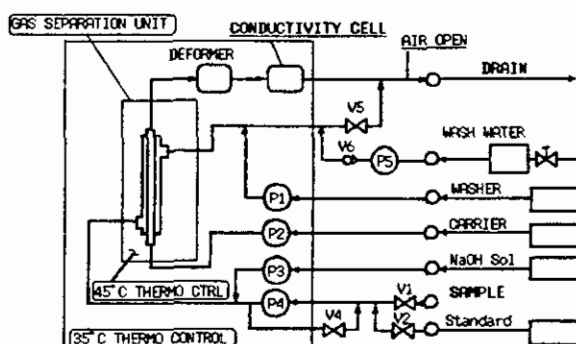 GAS SEPARATION UNIT
CONDUCTIVITY CELL
DEFORMER
AIR OPEN
DRAIN
V5
WASH WATER
V6
P5
P1
WASHER
P2
CARRIER
P3
NaOH Sol
45°C THERMO CTRL
P4
V1
SAMPLE
V4
V2
Standard
35°C THERMO CONTROL